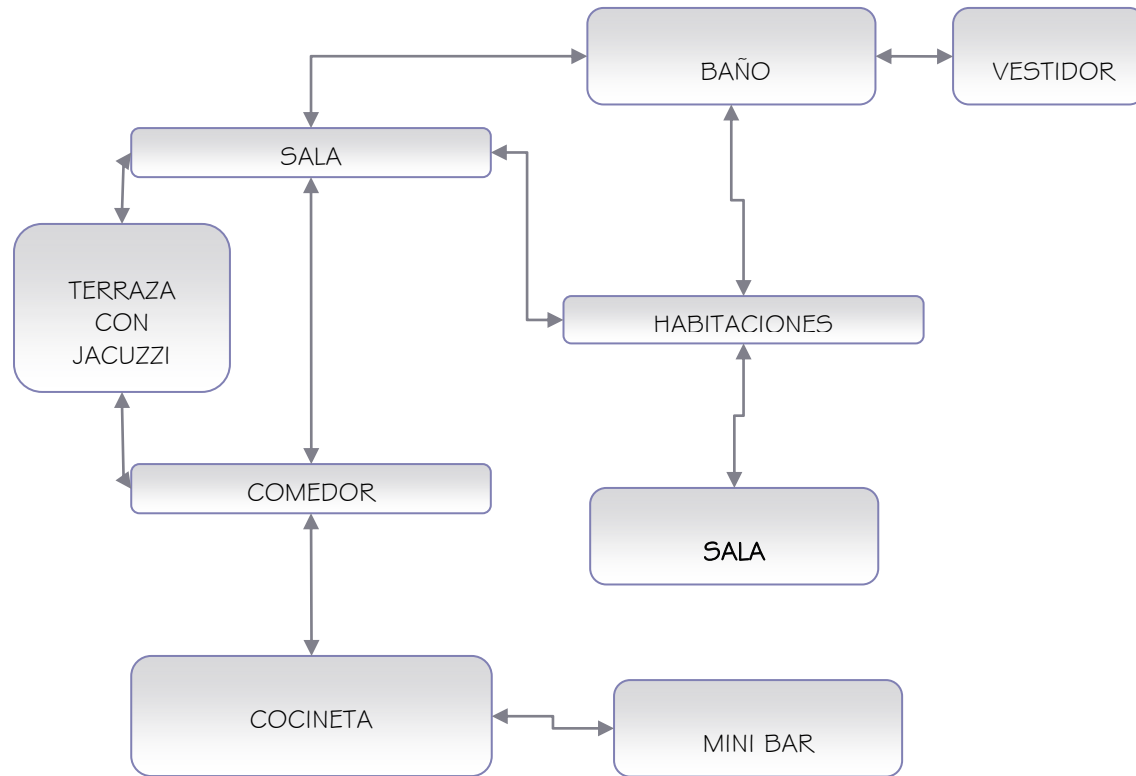 BAÑO
VESTIDOR
SALA
TERRAZA
CON
JACUZZI
HABITACIONES
COMEDOR
SALA
COCINETA
MINI BAR